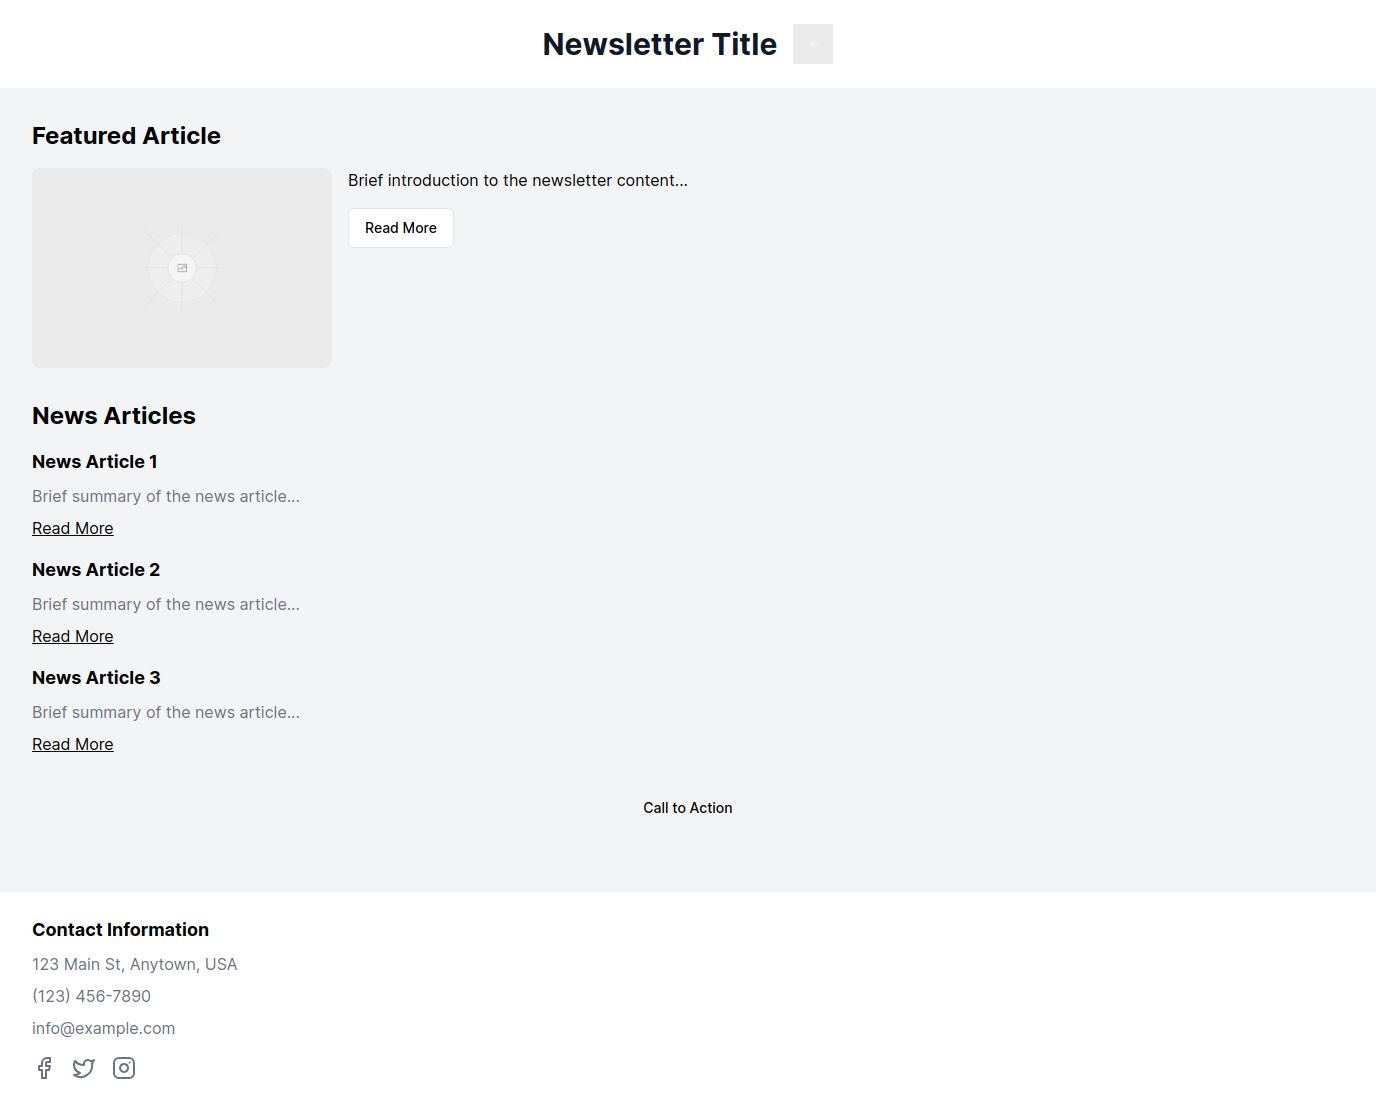 Newsletter Title
Featured Article
Brief introduction to the newsletter content...
Read More
News Articles
News Article 1
Brief summary of the news article...
Read More
News Article 2
Brief summary of the news article...
Read More
News Article 3
Brief summary of the news article...
Read More
Call to Action
Contact Information
123 Main St, Anytown, USA
(123) 456-7890
info@example.com